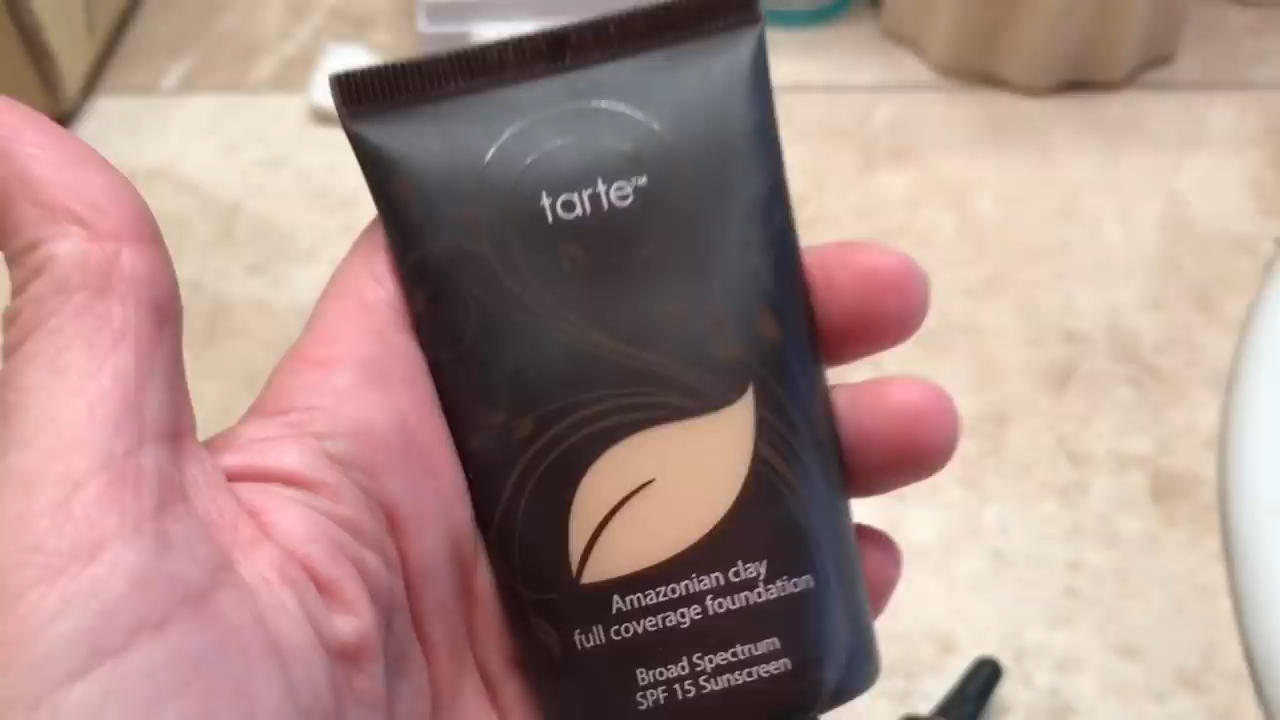 tarte™
Amazonian clay
full coverage foundation
Broad Spectrum
SPF 15 Sunscreen